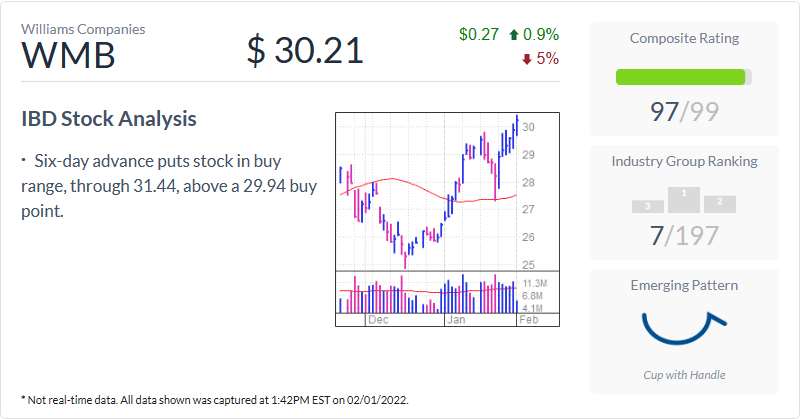 Williams Companies
WMB
$ 30.21
$0.27 0.9%
5%
IBD Stock Analysis
· Six-day advance puts stock in buy
range, through 31.44, above a 29.94 buy
point.
30
29
28
27
26
25
11.3M
6.8M
4.1M
Dec Jan Feb
Composite Rating
97/99
Industry Group Ranking
3 1 2
7/197
Emerging Pattern
Cup with Handle
* Not real-time data. All data shown was captured at 1:42PM EST on 02/01/2022.